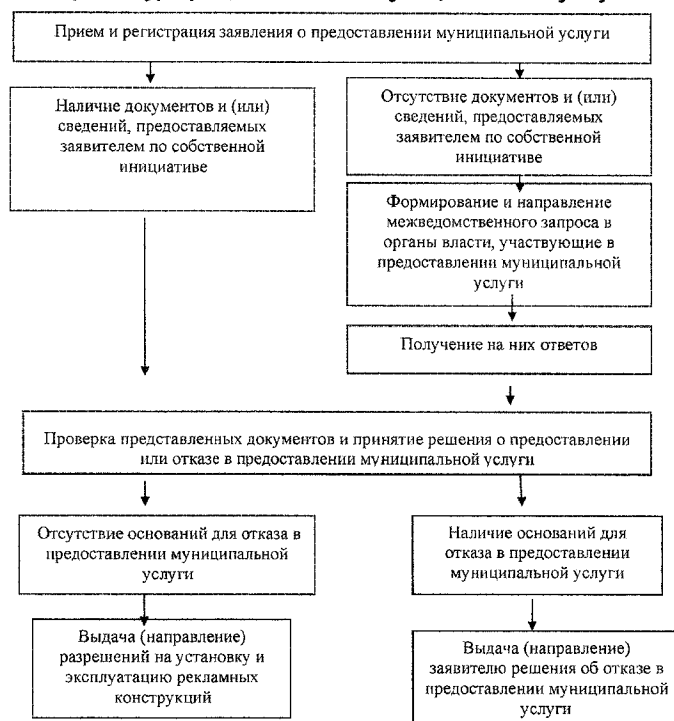 Прием и регистрация заявления о предоставлении муниципальной услуги
Наличие документов и (или)
сведений, предоставляемых
заявителем по собственной
инициативе
Отсутствие документов и (или)
сведений, предоставляемых
заявителем по собственной
инициативе
Формирование и направление
межведомственного запроса в
органы власти, участвующие в
предоставлении муниципальной
услуги
Получение на них ответов
Проверка представленных документов и принятие решения о предоставлении
или отказе в предоставлении муниципальной услуги
Отсутствие оснований для отказа в
предоставлении муниципальной
услуги
Наличие оснований для
отказа в предоставлении
муниципальной услуги
Выдача (направление)
разрешений на установку и
эксплуатацию рекламных
конструкций
Выдача (направление)
заявителю решения об отказе в
предоставлении муниципальной
услуги